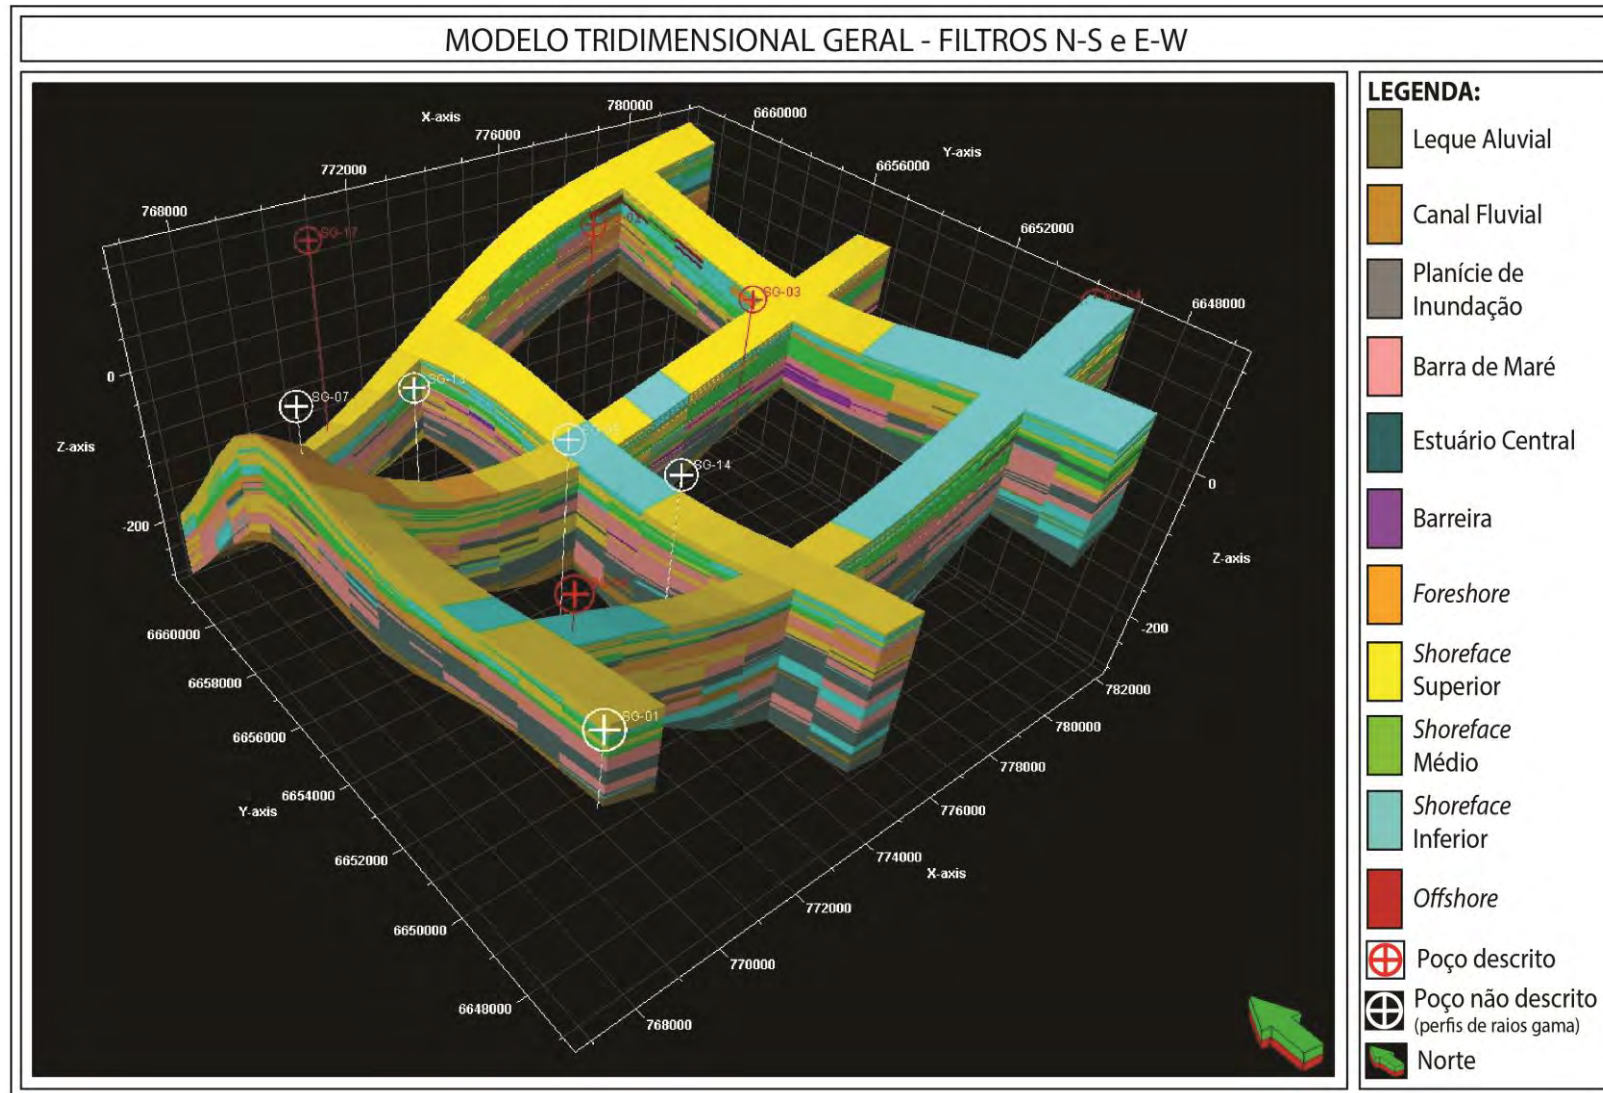 MODELO TRIDIMENSIONAL GERAL - FILTROS N-S e E-W
X-axis
768000
772000
776000
780000
6660000
Y-axis
6656000
6652000
6648000
SG-17
SG-03
SG-04
SG-07
SG-13
SG-14
SG-01
0
Z-axis
-200
0
Z-axis
-200
6660000
6658000
6656000
Y-axis
6654000
6652000
6650000
6648000
782000
780000
778000
776000
774000
X-axis
772000
770000
768000
LEGENDA:
Leque Aluvial
Canal Fluvial
Planície de
Inundação
Barra de Maré
Estuário Central
Barreira
Foreshore
Shoreface
Superior
Shoreface
Médio
Shoreface
Inferior
Offshore
Poço descrito
Poço não descrito
(perfis de raios gama)
Norte